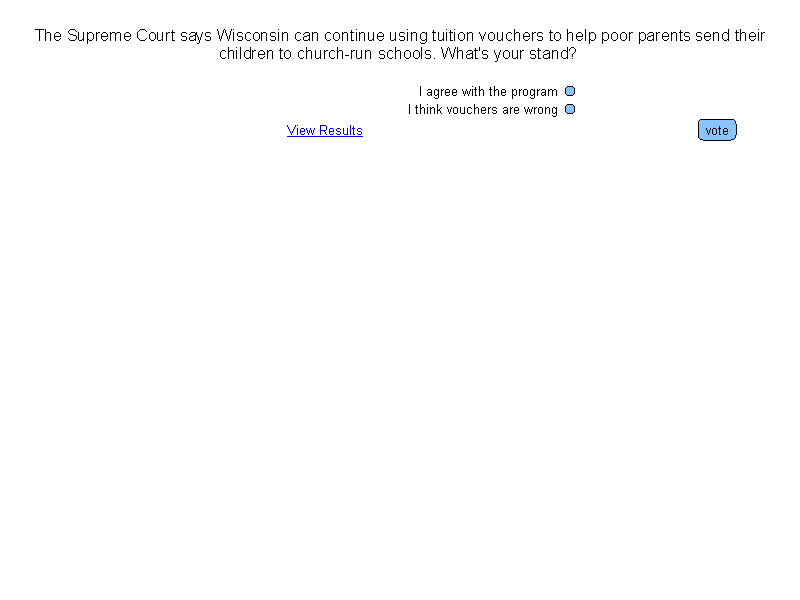 The Supreme Court says Wisconsin can continue using tuition vouchers to help poor parents send their
children to church-run schools. What's your stand?
I agree with the program
I think vouchers are wrong
View Results
vote